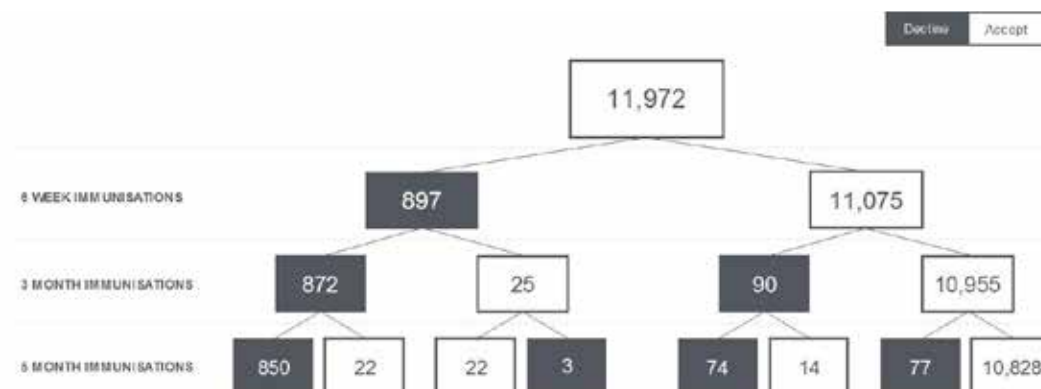 Decline Accept
11,972
6 WEEK IMMUNISATIONS 897 11,075
3 MONTH IMMUNISATIONS 872 25 90 10,955
5 MONTH IMMUNISATIONS 850 22 22 3 74 14 77 10,828